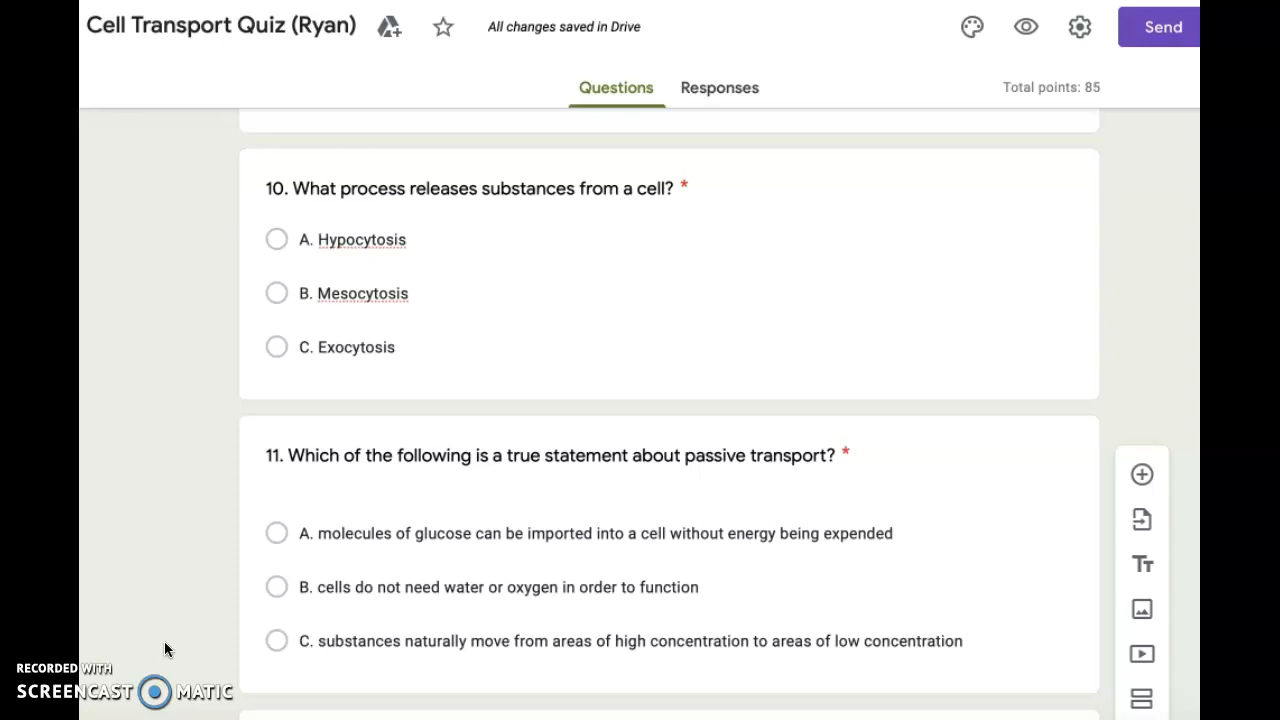 Cell Transport Quiz (Ryan)
All changes saved in Drive
Send
Questions
Responses
Total points: 85
10. What process releases substances from a cell? *
A. Hypocytosis
B. Mesocytosis
C. Exocytosis
11. Which of the following is a true statement about passive transport? *
A. molecules of glucose can be imported into a cell without energy being expended
B. cells do not need water or oxygen in order to function
C. substances naturally move from areas of high concentration to areas of low concentration
Tт
RECORDED WITH
SCREENCAST MATIC